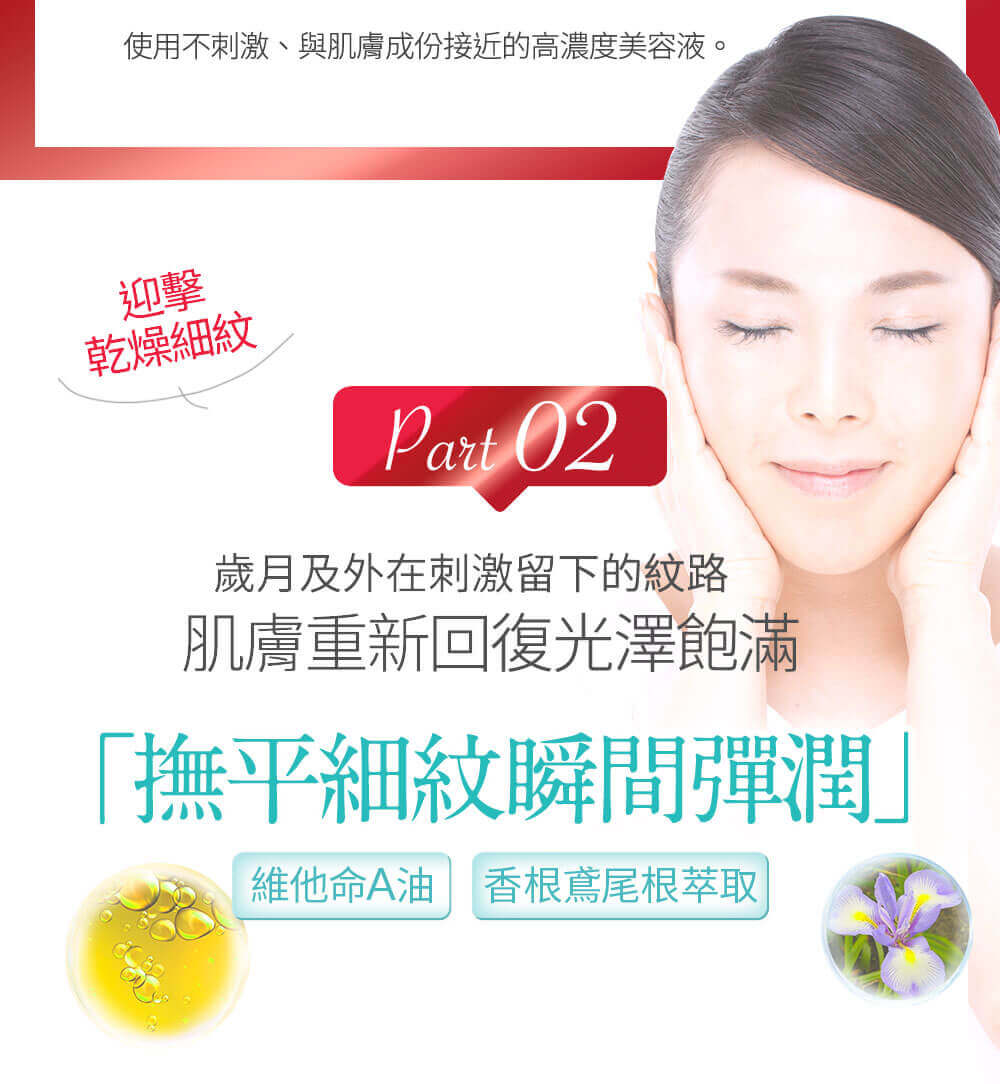 使用不刺激、與肌膚成份接近的高濃度美容液。
迎擊
乾燥細紋
Part 02
歲月及外在刺激留下的紋路
肌膚重新回復光澤飽滿
「撫平細紋瞬間彈潤」
維他命A油
香根鳶尾根萃取